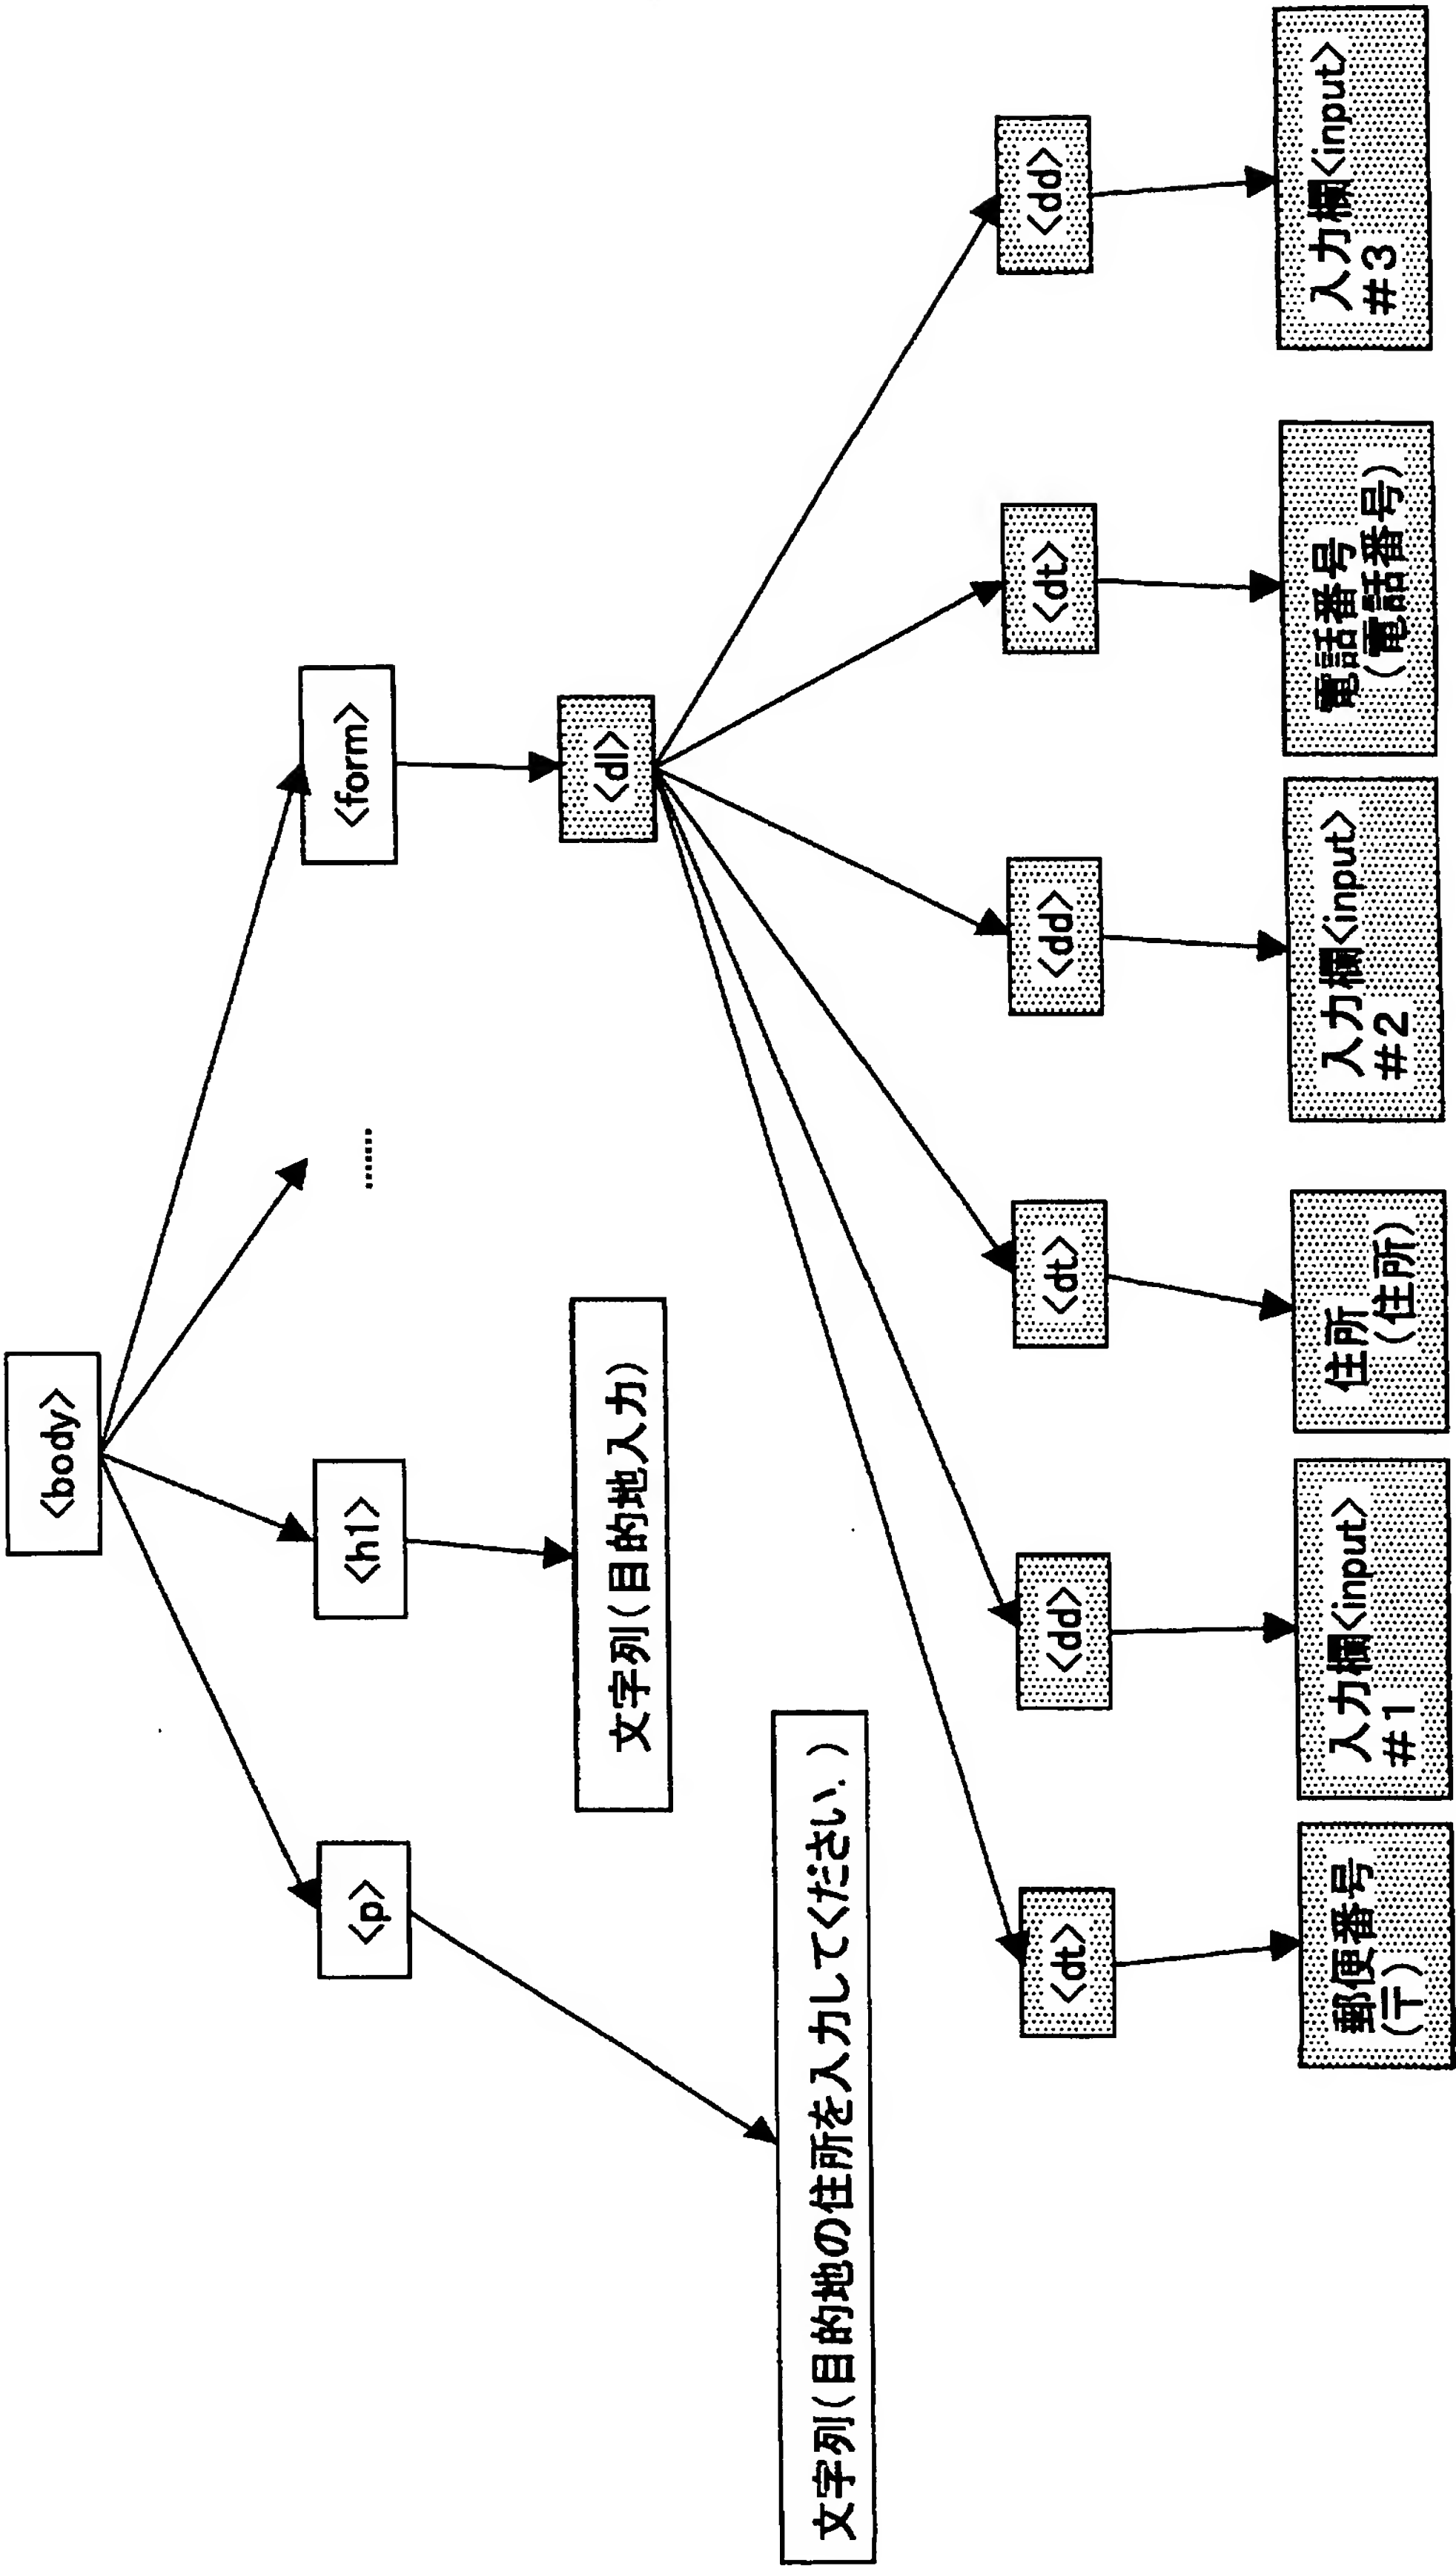 <body>
<p>
<h1>
......
<form>
文字列(目的地入力)
<dl>
文字列(目的地の住所を入力してください.)
<dt>
<dd>
<dt>
<dd>
<dt>
<dd>
郵便番号
(〒)
入力欄<input>
#1
住所
(住所)
入力欄<input>
#2
電話番号
(電話番号)
入力欄<input>
#3